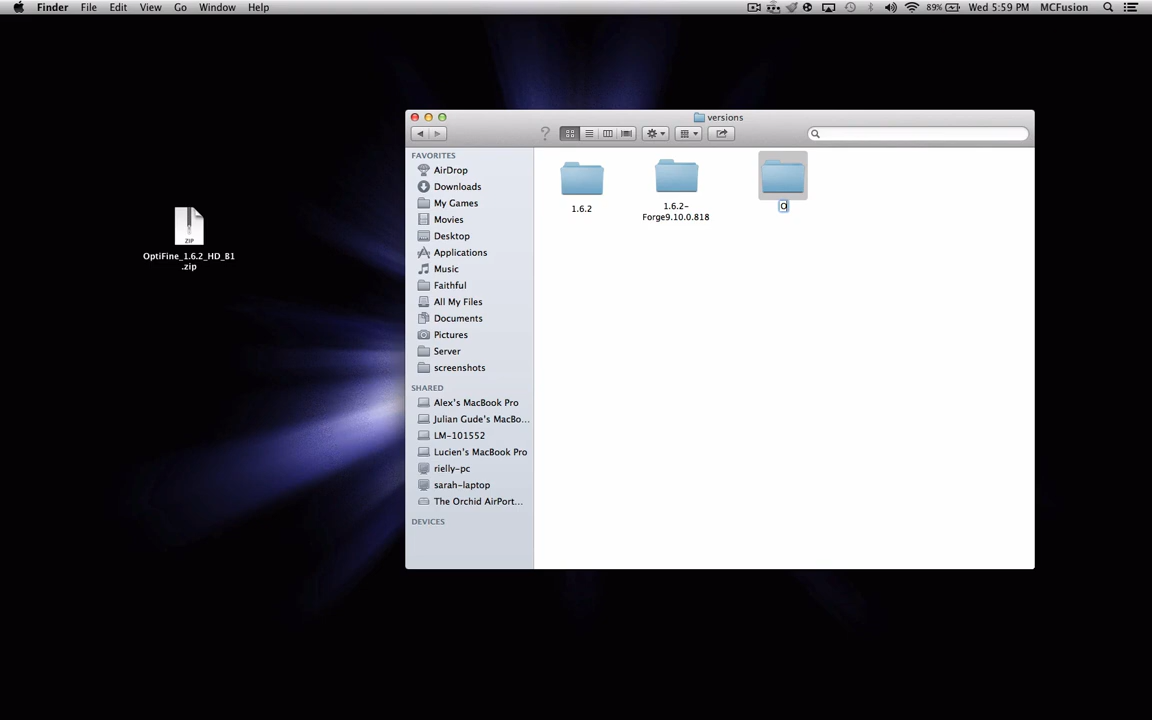 Finder File Edit View Go Window Help 89% Wed 5:59 PM MCFusion
versions
FAVORITES
AirDrop
Downloads
My Games
Movies
Desktop
Applications
Music
Faithful
All My Files
Documents
Pictures
Server
screenshots
SHARED
Alex's MacBook Pro
Julian Gude's MacBo...
LM-101552
Lucien's MacBook Pro
rielly-pc
sarah-laptop
The Orchid AirPort...
DEVICES
1.6.2
1.6.2-
Forge9.10.0.818
O
ZIP
OptiFine_1.6.2_HD_B1
.zip